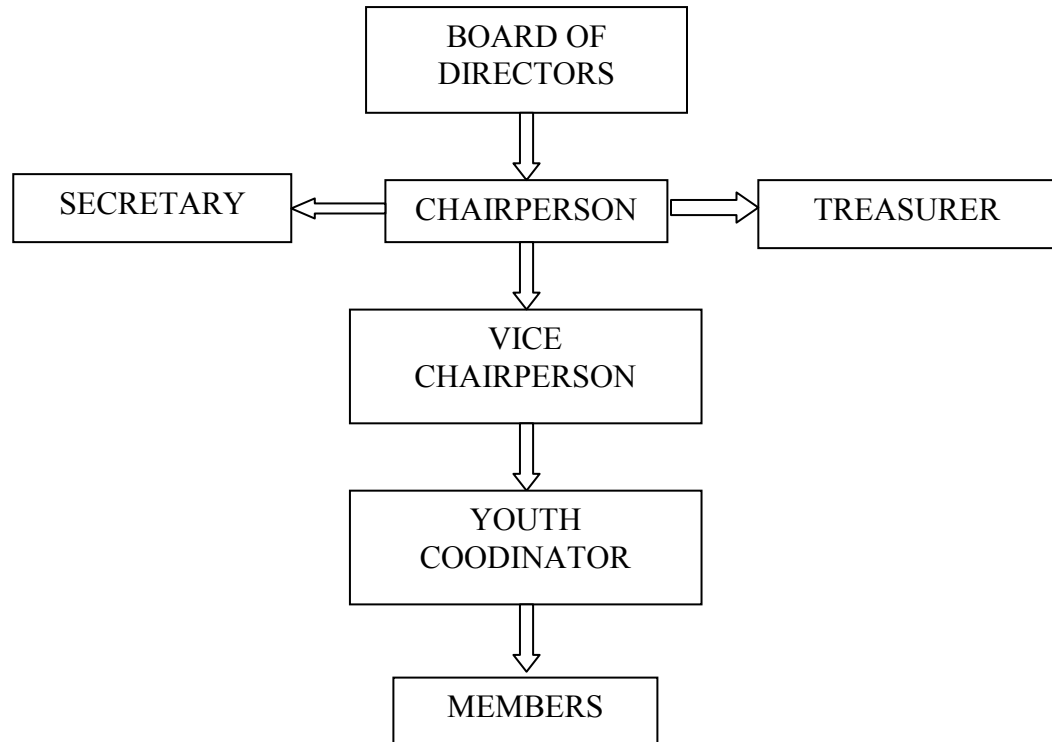 BOARD OF
DIRECTORS
SECRETARY
CHAIRPERSON
TREASURER
VICE
CHAIRPERSON
YOUTH
COODINATOR
MEMBERS